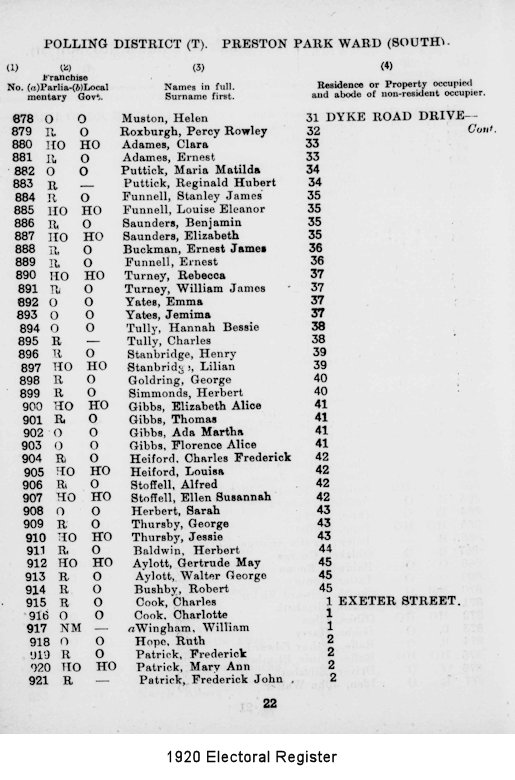 POLLING DISTRICT (T). PRESTON PARK WARD (SOUTH).
(1) (2) (3) (4)
Franchise
No. (a)Parlia-(b)Local Names in full. Residence or Property occupied
mentary Govt. Surname first. and abode of non-resident occupier.
878 O O Muston, Helen 31 DYKE ROAD DRIVE—
879 R O Roxburgh, Percy Rowley 32 Cont.
880 HO HO Adames, Clara 33
881 R O Adames, Ernest 33
882 O O Puttick, Maria Matilda 34
883 R — Puttick, Reginald Hubert 34
884 R O Funnell, Stanley James 35
885 HO HO Funnell, Louise Eleanor 35
886 R O Saunders, Benjamin 35
887 HO HO Saunders, Elizabeth 35
888 R O Buckman, Ernest James 36
889 R O Funnell, Ernest 36
890 HO HO Turney, Rebecca 37
891 R O Turney, William James 37
892 O O Yates, Emma 37
893 O O Yates, Jemima 37
894 O O Tully, Hannah Bessie 38
895 R — Tully, Charles 38
896 R O Stanbridge, Henry 39
897 HO HO Stanbridge, Lilian 39
898 R O Goldring, George 40
899 R O Simmonds, Herbert 40
900 HO HO Gibbs, Elizabeth Alice 41
901 R O Gibbs, Thomas 41
902 O O Gibbs, Ada Martha 41
903 O O Gibbs, Florence Alice 41
904 R O Heiford, Charles Frederick 42
905 HO HO Heiford, Louisa 42
906 R O Stoffell, Alfred 42
907 HO HO Stoffell, Ellen Susannah 42
908 O O Herbert, Sarah 43
909 R O Thursby, George 43
910 HO HO Thursby, Jessie 43
911 R O Baldwin, Herbert 44
912 HO HO Aylott, Gertrude May 45
913 R O Aylott, Walter George 45
914 R O Bushby, Robert 45
915 R O Cook, Charles 1 EXETER STREET.
916 O O Cook, Charlotte 1
917 NM — aWingham, William 1
918 O O Hope, Ruth 2
919 R O Patrick, Frederick 2
920 HO HO Patrick, Mary Ann 2
921 R — Patrick, Frederick John 2
22
1920 Electoral Register